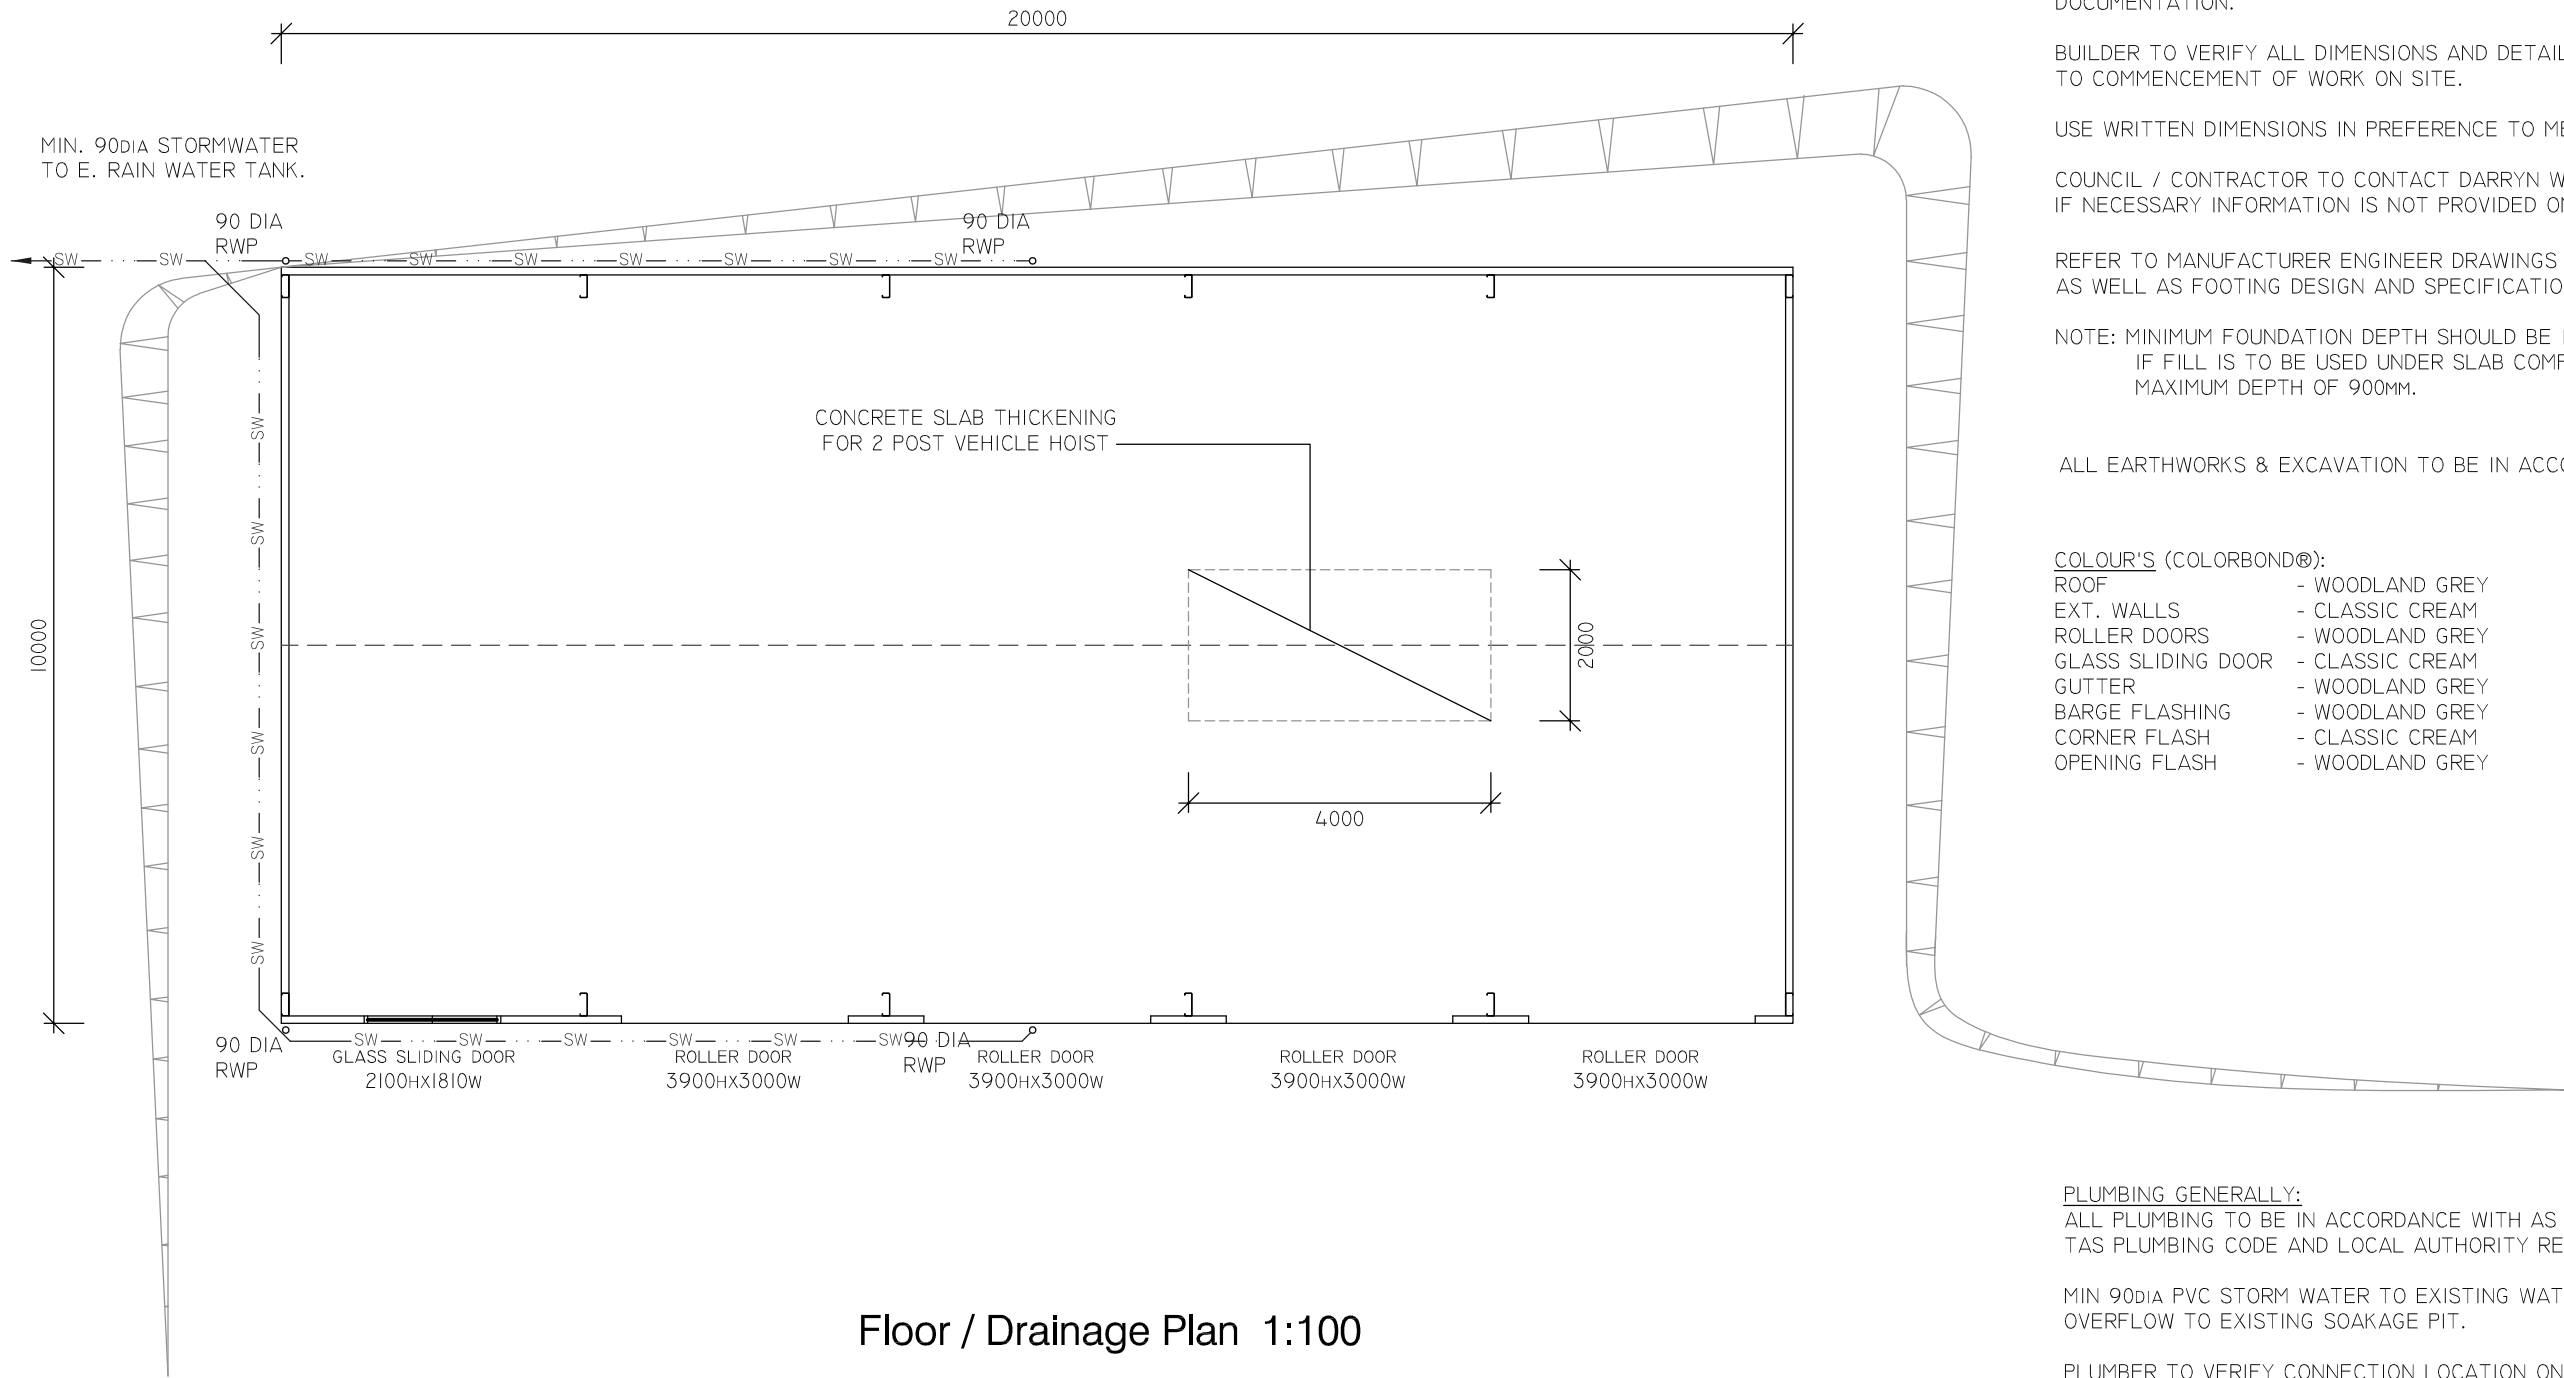 20000
MIN. 90DIA STORMWATER
TO E. RAIN WATER TANK.
90 DIA
RWP
90 DIA
RWP
SW SW SW SW SW SW SW SW SW
SW
SW
SW
SW
SW
SW
10000
CONCRETE SLAB THICKENING
FOR 2 POST VEHICLE HOIST
2000
4000
SW SW SW SW SW SW
90 DIA
RWP
90 DIA
RWP
GLASS SLIDING DOOR
2100HX1810W
ROLLER DOOR
3900HX3000W
ROLLER DOOR
3900HX3000W
ROLLER DOOR
3900HX3000W
ROLLER DOOR
3900HX3000W
Floor / Drainage Plan 1:100
DOCUMENTATION.
BUILDER TO VERIFY ALL DIMENSIONS AND DETAIL
TO COMMENCEMENT OF WORK ON SITE.
USE WRITTEN DIMENSIONS IN PREFERENCE TO
COUNCIL / CONTRACTOR TO CONTACT DARRYN
IF NECESSARY INFORMATION IS NOT PROVIDED
REFER TO MANUFACTURER ENGINEER DRAWINGS
AS WELL AS FOOTING DESIGN AND SPECIFICATIO
NOTE: MINIMUM FOUNDATION DEPTH SHOULD BE
IF FILL IS TO BE USED UNDER SLAB
MAXIMUM DEPTH OF 900MM.
ALL EARTHWORKS & EXCAVATION TO BE IN ACCO
COLOUR'S (COLORBOND®):
ROOF - WOODLAND GREY
EXT. WALLS - CLASSIC CREAM
ROLLER DOORS - WOODLAND GREY
GLASS SLIDING DOOR - CLASSIC CREAM
GUTTER - WOODLAND GREY
BARGE FLASHING - WOODLAND GREY
CORNER FLASH - CLASSIC CREAM
OPENING FLASH - WOODLAND GREY
PLUMBING GENERALLY:
ALL PLUMBING TO BE IN ACCORDANCE WITH AS
TAS PLUMBING CODE AND LOCAL AUTHORITY RE
MIN 90DIA PVC STORM WATER TO EXISTING WAT
OVERFLOW TO EXISTING SOAKAGE PIT.
PLUMBER TO VERIFY CONNECTION LOCATION ON